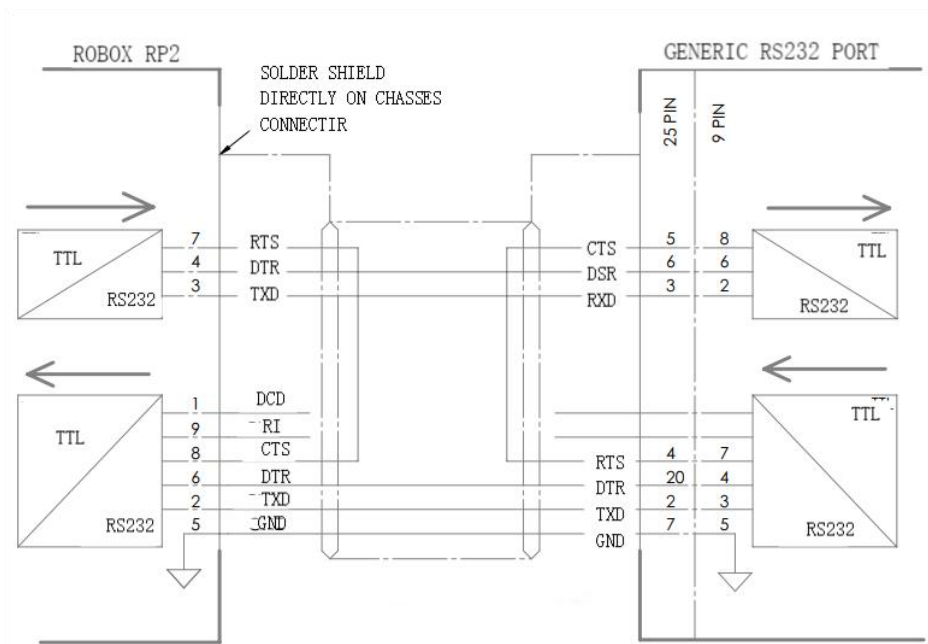 ROBOX RP2
GENERIC RS232 PORT
SOLDER SHIELD
DIRECTLY ON CHASSES
CONNECTIR
25 PIN
9 PIN
TTL
RS232
7 RTS
4 DTR
3 TXD
CTS 5 8
DSR 6 6
RXD 3 2
TTL
RS232
TTL
RS232
1 DCD
9 RI
8 CTS
6 DTR
2 TXD
5 GND
RTS 4 7
DTR 20 4
TXD 2 3
GND 7 5
TTL
RS232